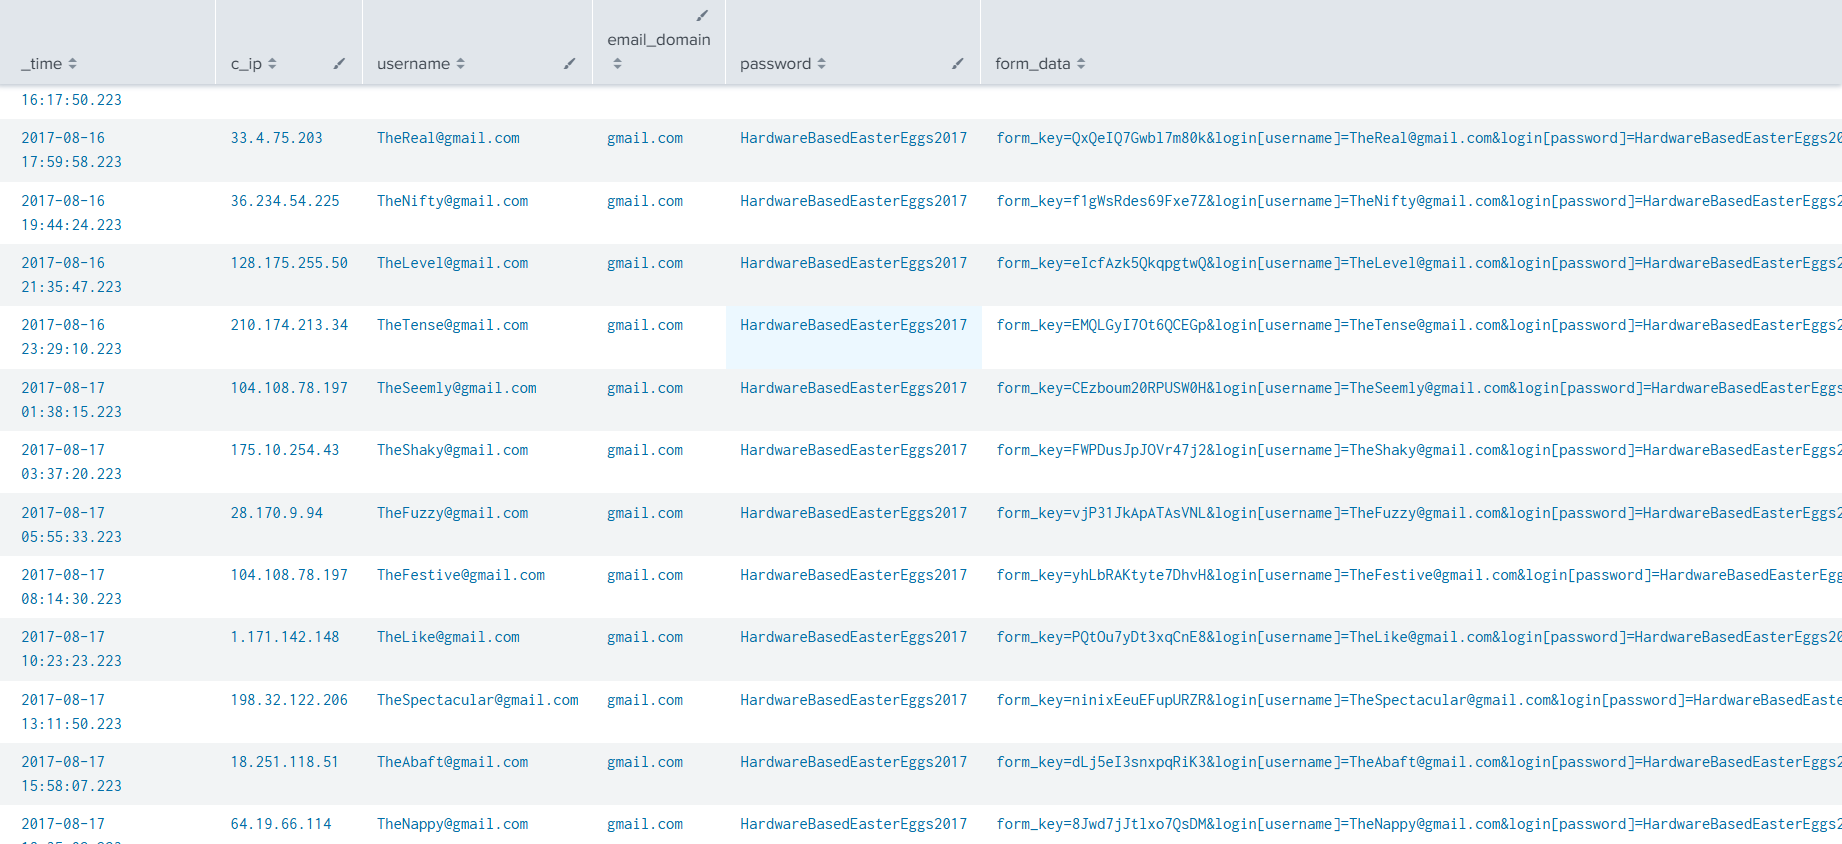 _time c_ip username email_domain password form_data
16:17:50.223
2017-08-16 17:59:58.223 33.4.75.203 TheReal@gmail.com gmail.com HardwareBasedEasterEggs2017 form_key=QxQeIQ7Gwbl7m80k&login[username]=TheReal@gmail.com&login[password]=HardwareBasedEasterEggs20
2017-08-16 19:44:24.223 36.234.54.225 TheNifty@gmail.com gmail.com HardwareBasedEasterEggs2017 form_key=f1gWsRdes69Fxe7Z&login[username]=TheNifty@gmail.com&login[password]=HardwareBasedEasterEggs2
2017-08-16 21:35:47.223 128.175.255.50 TheLevel@gmail.com gmail.com HardwareBasedEasterEggs2017 form_key=eIcfAzk5QkqpgtwQ&login[username]=TheLevel@gmail.com&login[password]=HardwareBasedEasterEggs2
2017-08-16 23:29:10.223 210.174.213.34 TheTense@gmail.com gmail.com HardwareBasedEasterEggs2017 form_key=EMQLGyI7Ot6QCEGp&login[username]=TheTense@gmail.com&login[password]=HardwareBasedEasterEggs2
2017-08-17 01:38:15.223 104.108.78.197 TheSeemly@gmail.com gmail.com HardwareBasedEasterEggs2017 form_key=CEzboum20RPUSW0H&login[username]=TheSeemly@gmail.com&login[password]=HardwareBasedEasterEggs
2017-08-17 03:37:20.223 175.10.254.43 TheShaky@gmail.com gmail.com HardwareBasedEasterEggs2017 form_key=FWPDusJpJOVr47j2&login[username]=TheShaky@gmail.com&login[password]=HardwareBasedEasterEggs2
2017-08-17 05:55:33.223 28.170.9.94 TheFuzzy@gmail.com gmail.com HardwareBasedEasterEggs2017 form_key=vjP31JkApATAsVNL&login[username]=TheFuzzy@gmail.com&login[password]=HardwareBasedEasterEggs2
2017-08-17 08:14:30.223 104.108.78.197 TheFestive@gmail.com gmail.com HardwareBasedEasterEggs2017 form_key=yhLbRAKtyte7DhvH&login[username]=TheFestive@gmail.com&login[password]=HardwareBasedEasterEgg
2017-08-17 10:23:23.223 1.171.142.148 TheLike@gmail.com gmail.com HardwareBasedEasterEggs2017 form_key=PQtOu7yDt3xqCnE8&login[username]=TheLike@gmail.com&login[password]=HardwareBasedEasterEggs20
2017-08-17 13:11:50.223 198.32.122.206 TheSpectacular@gmail.com gmail.com HardwareBasedEasterEggs2017 form_key=ninixEeuEFupURZR&login[username]=TheSpectacular@gmail.com&login[password]=HardwareBasedEaste
2017-08-17 15:58:07.223 18.251.118.51 TheAbaft@gmail.com gmail.com HardwareBasedEasterEggs2017 form_key=dLj5eI3snxpqRiK3&login[username]=TheAbaft@gmail.com&login[password]=HardwareBasedEasterEggs2
2017-08-17 64.19.66.114 TheNappy@gmail.com gmail.com HardwareBasedEasterEggs2017 form_key=8Jwd7jJtlxo7QsDM&login[username]=TheNappy@gmail.com&login[password]=HardwareBasedEasterEggs2